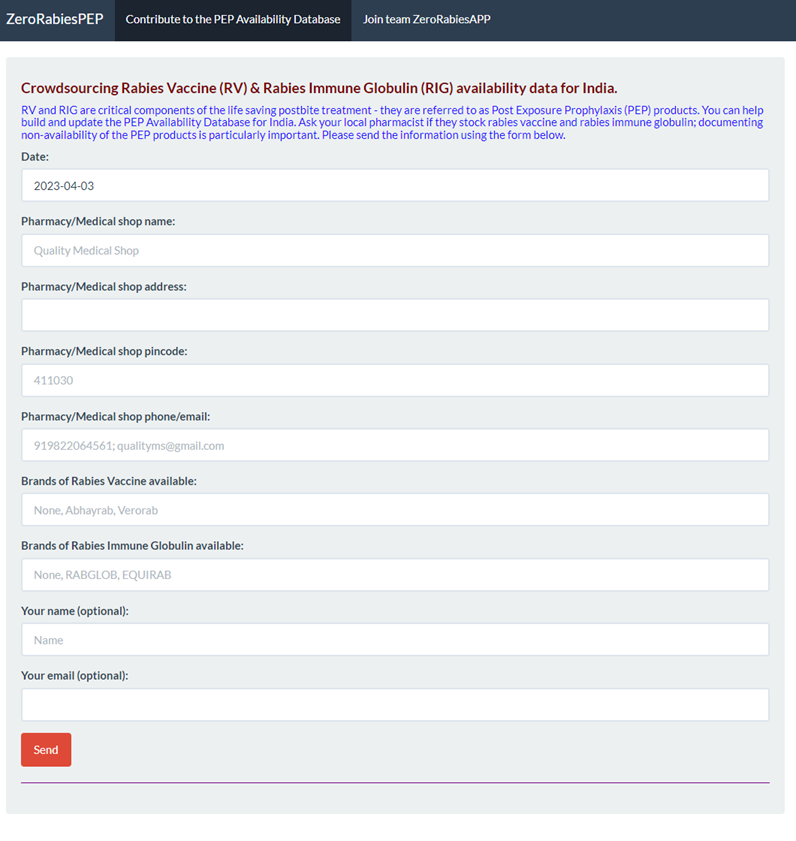 ZeroRabiesPEP
Contribute to the PEP Availability Database
Join team ZeroRabiesAPP
Crowdsourcing Rabies Vaccine (RV) & Rabies Immune Globulin (RIG) availability data for India.
RV and RIG are critical components of the life saving postbite treatment - they are referred to as Post Exposure Prophylaxis (PEP) products. You can help
build and update the PEP Availability Database for India. Ask your local pharmacist if they stock rabies vaccine and rabies immune globulin; documenting
non-availability of the PEP products is particularly important. Please send the information using the form below.
Date:
2023-04-03
Pharmacy/Medical shop name:
Quality Medical Shop
Pharmacy/Medical shop address:
Pharmacy/Medical shop pincode:
411030
Pharmacy/Medical shop phone/email:
919822064561; qualityms@gmail.com
Brands of Rabies Vaccine available:
None, Abhayrab, Verorab
Brands of Rabies Immune Globulin available:
None, RABGLOB, EQUIRAB
Your name (optional):
Name
Your email (optional):
Send